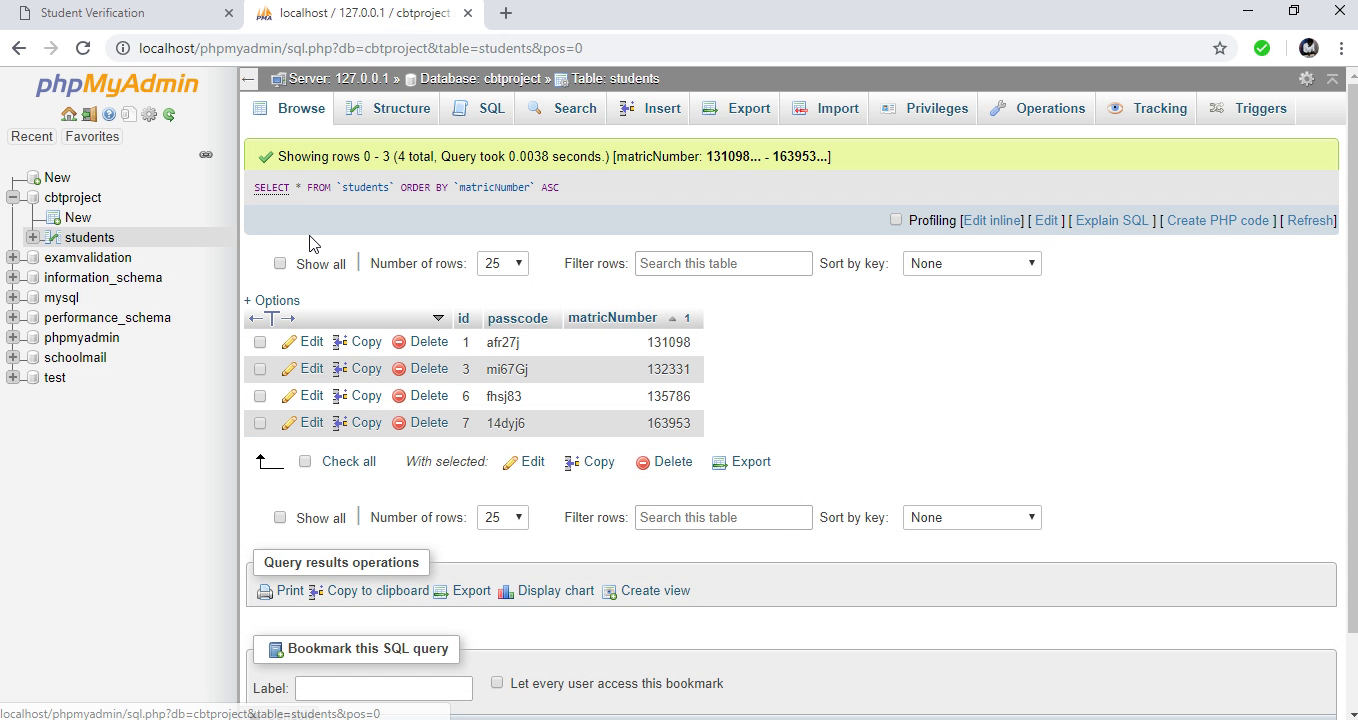 Student Verification
localhost / 127.0.0.1 / cbtproject
localhost/phpmyadmin/sql.php?db=cbtproject&table=students&pos=0
phpMyAdmin
Recent Favorites
New
cbtproject
New
students
examvalidation
information_schema
mysql
performance_schema
phpmyadmin
schoolmail
test
Server: 127.0.0.1 » Database: cbtproject » Table: students
Browse Structure SQL Search Insert Export Import Privileges Operations Tracking Triggers
Showing rows 0 - 3 (4 total, Query took 0.0038 seconds.) [matricNumber: 131098... - 163953...]
SELECT * FROM `students` ORDER BY `matricNumber` ASC
Profiling [Edit inline] [ Edit ] [ Explain SQL ] [ Create PHP code ] [ Refresh]
Show all Number of rows: 25 Filter rows: Search this table Sort by key: None
+ Options
id passcode matricNumber 1
Edit Copy Delete 1 afr27j 131098
Edit Copy Delete 3 mi67Gj 132331
Edit Copy Delete 6 fhsj83 135786
Edit Copy Delete 7 14dyj6 163953
Check all With selected: Edit Copy Delete Export
Show all Number of rows: 25 Filter rows: Search this table Sort by key: None
Query results operations
Print Copy to clipboard Export Display chart Create view
Bookmark this SQL query
Label: Let every user access this bookmark
localhost/phpmyadmin/sql.php?db=cbtproject&table=students&pos=0